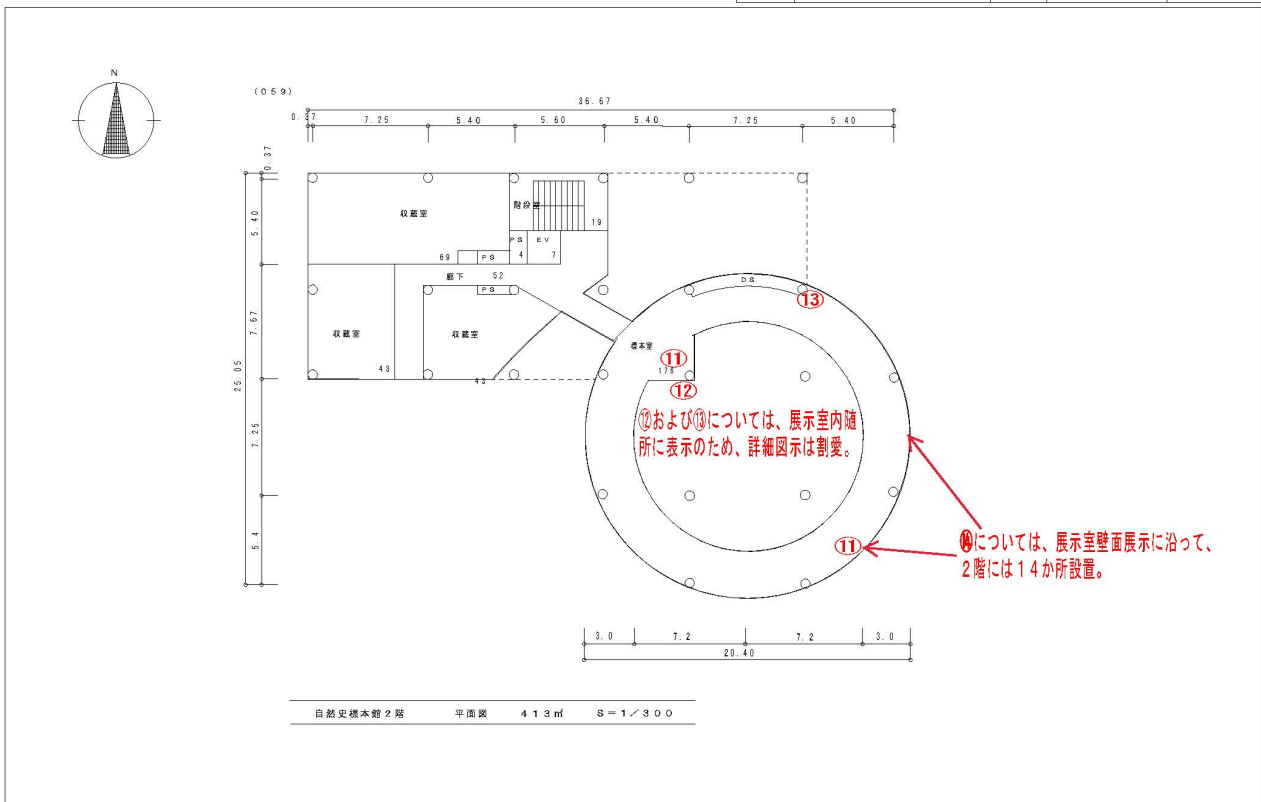 N
(０５９)
36.67
0.37 7.25 5.40 5.60 5.40 7.25 5.40
0.37
5.40
7.67
25.05
7.25
5.4
収蔵室
階段室
19
PS EV
4 7
69 PS
廊下 52
PS
DS
⑬
収蔵室
収蔵室
43
43
標本室
⑪
178
⑫
⑫および⑬については、展示室内随
所に表示のため、詳細図示は割愛。
⑪
⑭については、展示室壁面展示に沿って、
２階には１４か所設置。
3.0 7.2 7.2 3.0
20.40
自然史標本館２階 平面図 ４１３㎡ Ｓ＝１／３００